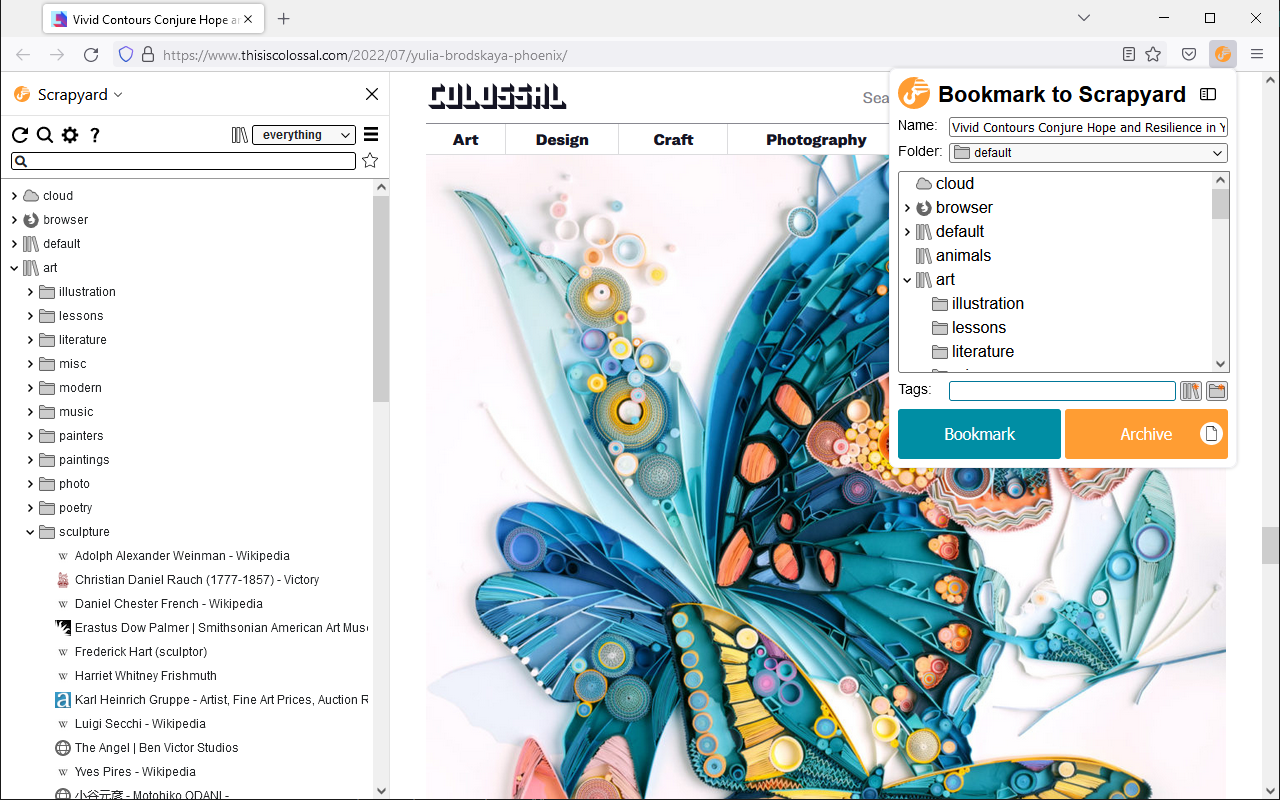 Vivid Contours Conjure Hope a
https://www.thisiscolossal.com/2022/07/yulia-brodskaya-phoenix/
Scrapyard
everything
cloud
browser
default
art
illustration
lessons
literature
misc
modern
music
painters
paintings
photo
poetry
sculpture
Adolph Alexander Weinman - Wikipedia
Christian Daniel Rauch (1777-1857) - Victory
Daniel Chester French - Wikipedia
Erastus Dow Palmer | Smithsonian American Art Muse
Frederick Hart (sculptor)
Harriet Whitney Frishmuth
Karl Heinrich Gruppe - Artist, Fine Art Prices, Auction R
Luigi Secchi - Wikipedia
The Angel | Ben Victor Studios
Yves Pires - Wikipedia
小谷元彦 - Motohiko ODANI -
COLOSSAL
Sea
Art
Design
Craft
Photography
Bookmark to Scrapyard
Name: Vivid Contours Conjure Hope and Resilience in Y
Folder: default
cloud
browser
default
animals
art
illustration
lessons
literature
Tags:
Bookmark
Archive